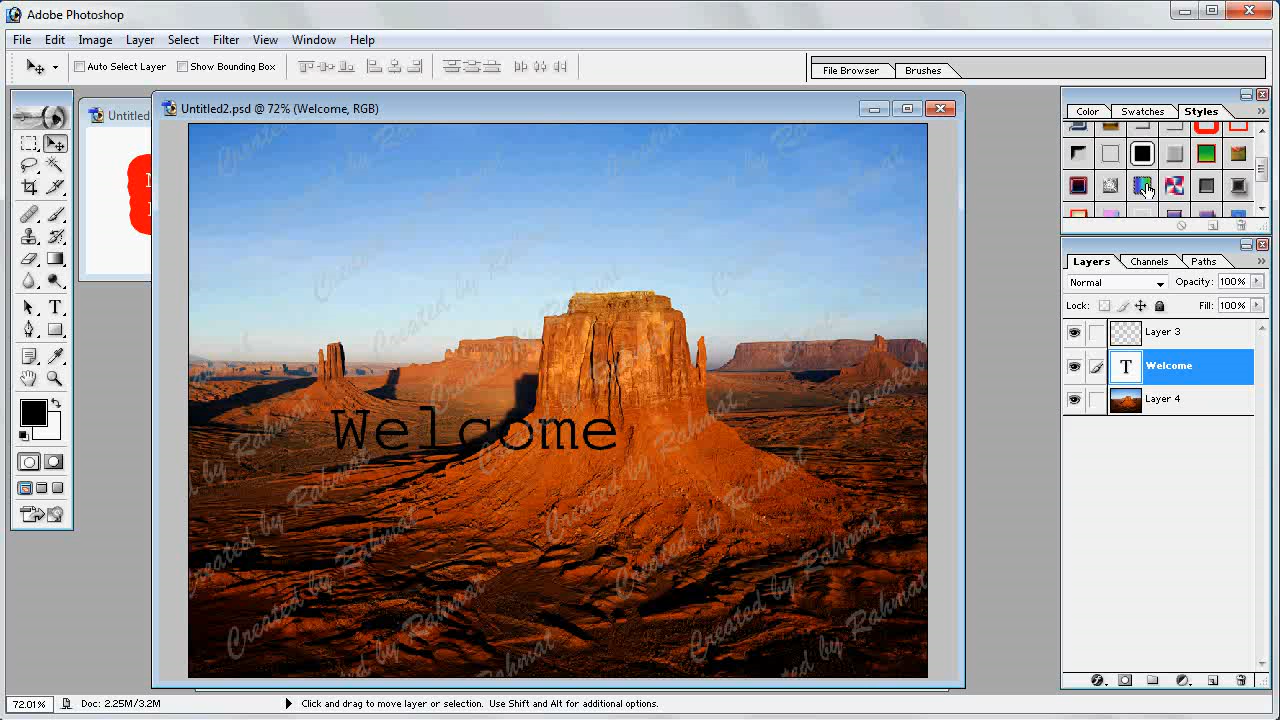 Adobe Photoshop
File Edit Image Layer Select Filter View Window Help
Auto Select Layer Show Bounding Box File Browser Brushes
Untitled
Untitled2.psd @ 72% (Welcome, RGB)
Color Swatches Styles
Layers Channels Paths
Normal Opacity: 100%
Lock: Fill: 100%
Layer 3
T Welcome
Layer 4
Welcome
Created by Rahmat
72.01% Doc: 2.25M/3.2M Click and drag to move layer or selection. Use Shift and Alt for additional options.